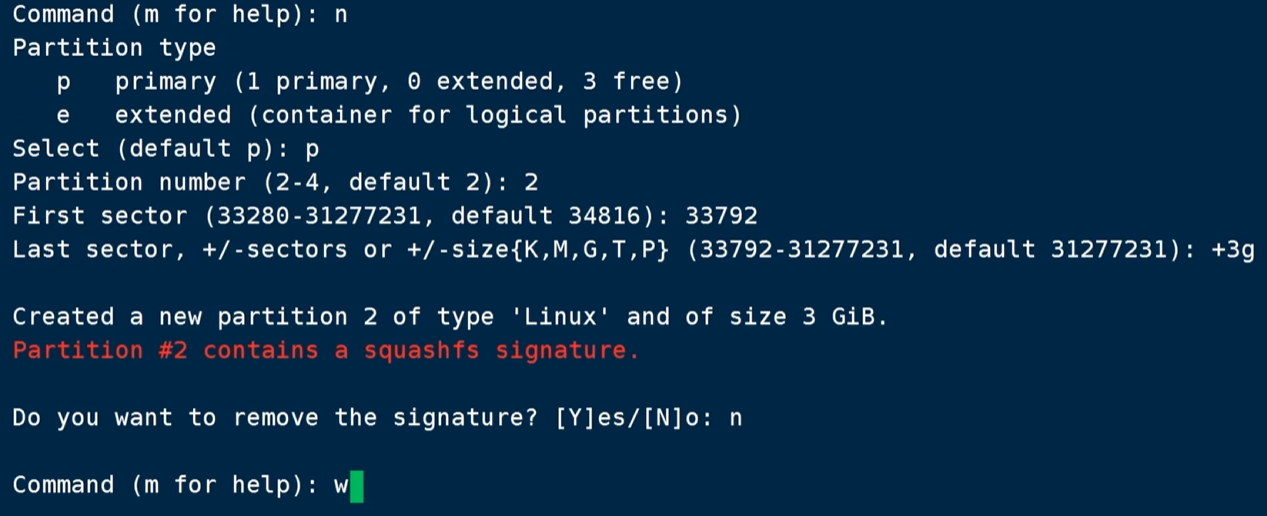 Command (m for help): n
Partition type
   p   primary (1 primary, 0 extended, 3 free)
   e   extended (container for logical partitions)
Select (default p): p
Partition number (2-4, default 2): 2
First sector (33280-31277231, default 34816): 33792
Last sector, +/-sectors or +/-size{K,M,G,T,P} (33792-31277231, default 31277231): +3g
Created a new partition 2 of type 'Linux' and of size 3 GiB.
Partition #2 contains a squashfs signature.
Do you want to remove the signature? [Y]es/[N]o: n
Command (m for help): w